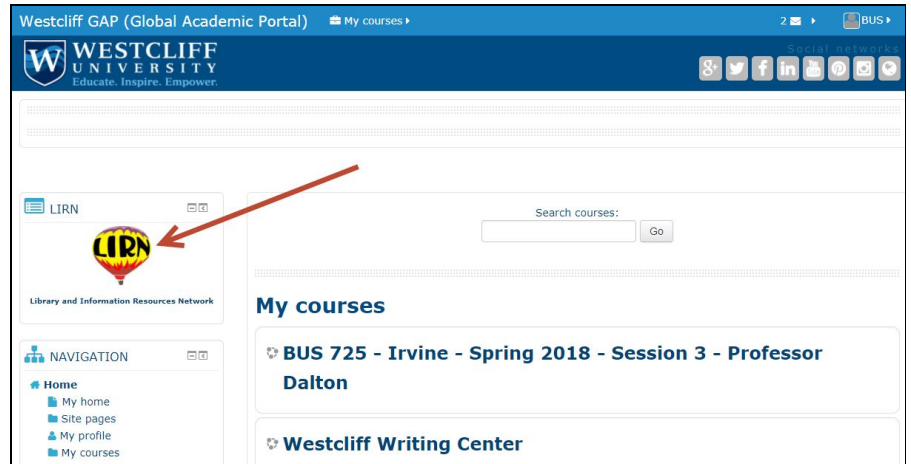 Westcliff GAP (Global Academic Portal) My courses 2 BUS
WESTCLIFF
UNIVERSITY
Educate. Inspire. Empower.
Social networks
LIRN
LIRN
Library and Information Resources Network
Search courses:
Go
My courses
BUS 725 - Irvine - Spring 2018 - Session 3 - Professor
Dalton
Westcliff Writing Center
NAVIGATION
Home
My home
Site pages
My profile
My courses